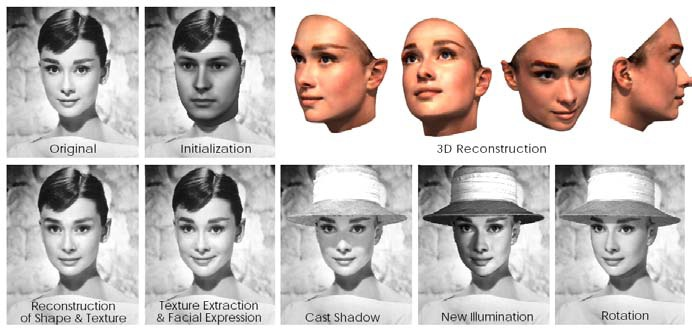 Original
Initialization
3D Reconstruction
Reconstruction
of Shape & Texture
Texture Extraction
& Facial Expression
Cast Shadow
New Illumination
Rotation